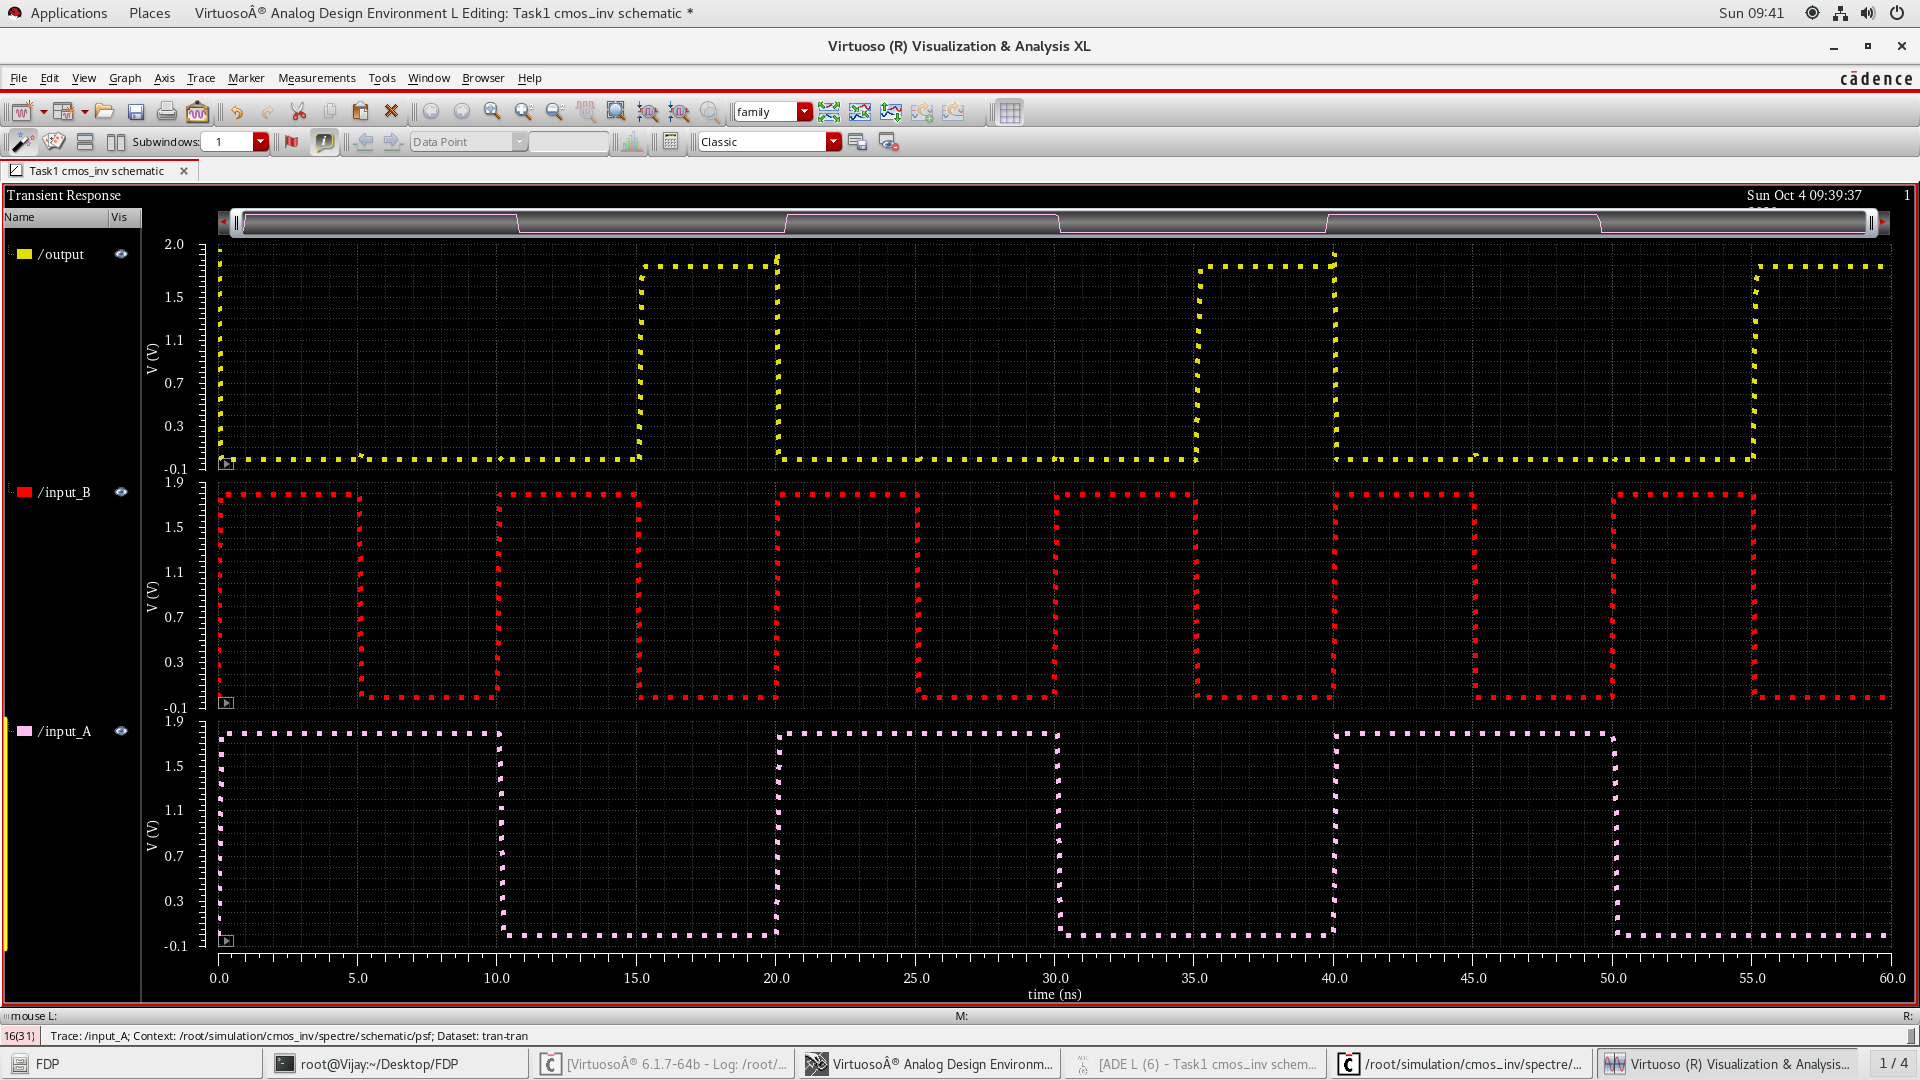 Applications Places VirtuosoÂ® Analog Design Environment L Editing: Task1 cmos_inv schematic * Sun 09:41
Virtuoso (R) Visualization & Analysis XL
File Edit View Graph Axis Trace Marker Measurements Tools Window Browser Help cādence
family
Subwindows: 1 Data Point Classic
Task1 cmos_inv schematic
Transient Response Sun Oct 4 09:39:37 1
Name Vis
/output
2.0
1.5
1.1
0.7
0.3
-0.1
V (V)
/input_B
1.9
1.5
1.1
0.7
0.3
-0.1
V (V)
/input_A
1.9
1.5
1.1
0.7
0.3
-0.1
V (V)
0.0 5.0 10.0 15.0 20.0 25.0 30.0 35.0 40.0 45.0 50.0 55.0 60.0
time (ns)
mouse L: M: R:
16(31) Trace: /input_A; Context: /root/simulation/cmos_inv/spectre/schematic/psf; Dataset: tran-tran
FDP root@Vijay:~/Desktop/FDP [VirtuosoÂ® 6.1.7-64b - Log: /root/... VirtuosoÂ® Analog Design Environm... [ADE L (6) - Task1 cmos_inv schem... /root/simulation/cmos_inv/spectre/... Virtuoso (R) Visualization & Analysis... 1 / 4